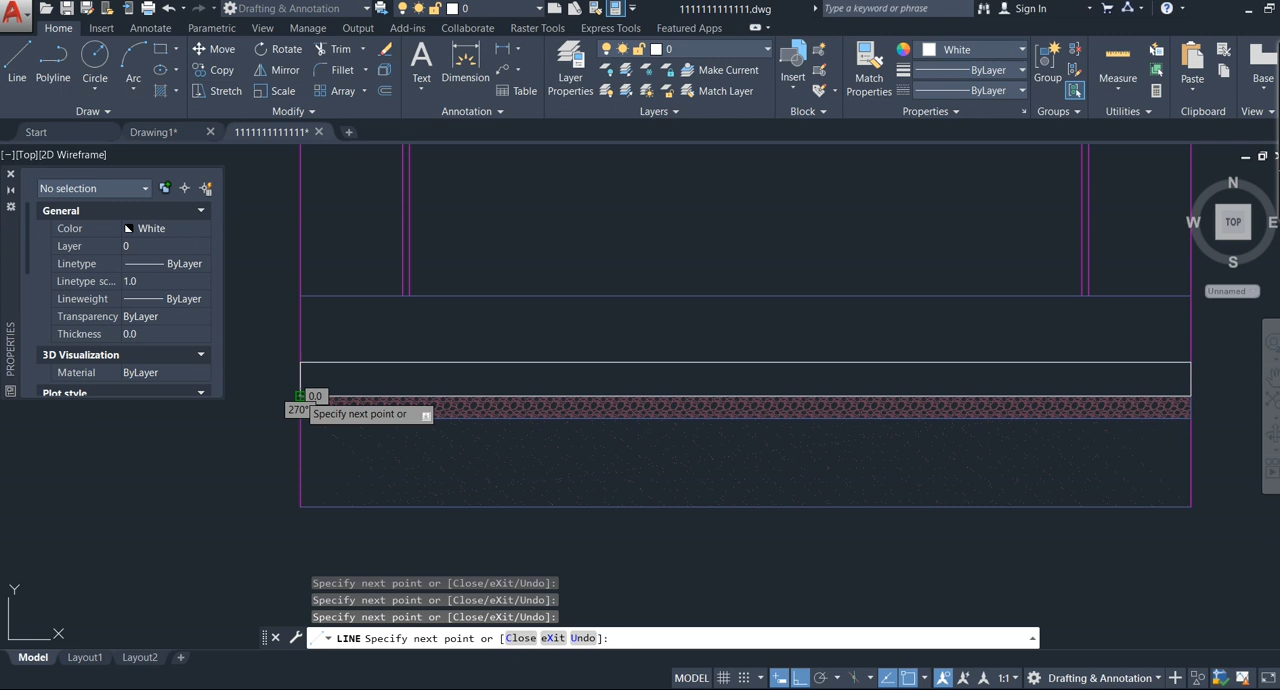 Drafting & Annotation
0
1111111111111.dwg
Type a keyword or phrase
Sign In
Home
Insert
Annotate
Parametric
View
Manage
Output
Add-ins
Collaborate
Express Tools
Featured Apps
Line
Polyline
Circle
Arc
Move
Rotate
Trim
Copy
Mirror
Fillet
Stretch
Scale
Array
Text
Dimension
Table
Layer
Properties
0
Make Current
Match Layer
Insert
Match
Properties
White
ByLayer
ByLayer
Group
Measure
Paste
Base
Draw
Modify
Annotation
Layers
Block
Properties
Groups
Utilities
Clipboard
View
Start
Drawing1*
1111111111111*
[−][Top][2D Wireframe]
No selection
General
Color White
Layer 0
Linetype ByLayer
Linetype sc... 1.0
Lineweight ByLayer
Transparency ByLayer
Thickness 0.0
3D Visualization
Material ByLayer
Plot style
PROPERTIES
N
W TOP E
S
Unnamed
0.0
270°
Specify next point or
Y
X
Specify next point or [Close/eXit/Undo]:
Specify next point or [Close/eXit/Undo]:
Specify next point or [Close/eXit/Undo]:
LINE Specify next point or [Close eXit Undo]:
Model
Layout1
Layout2
MODEL
1:1
Drafting & Annotation